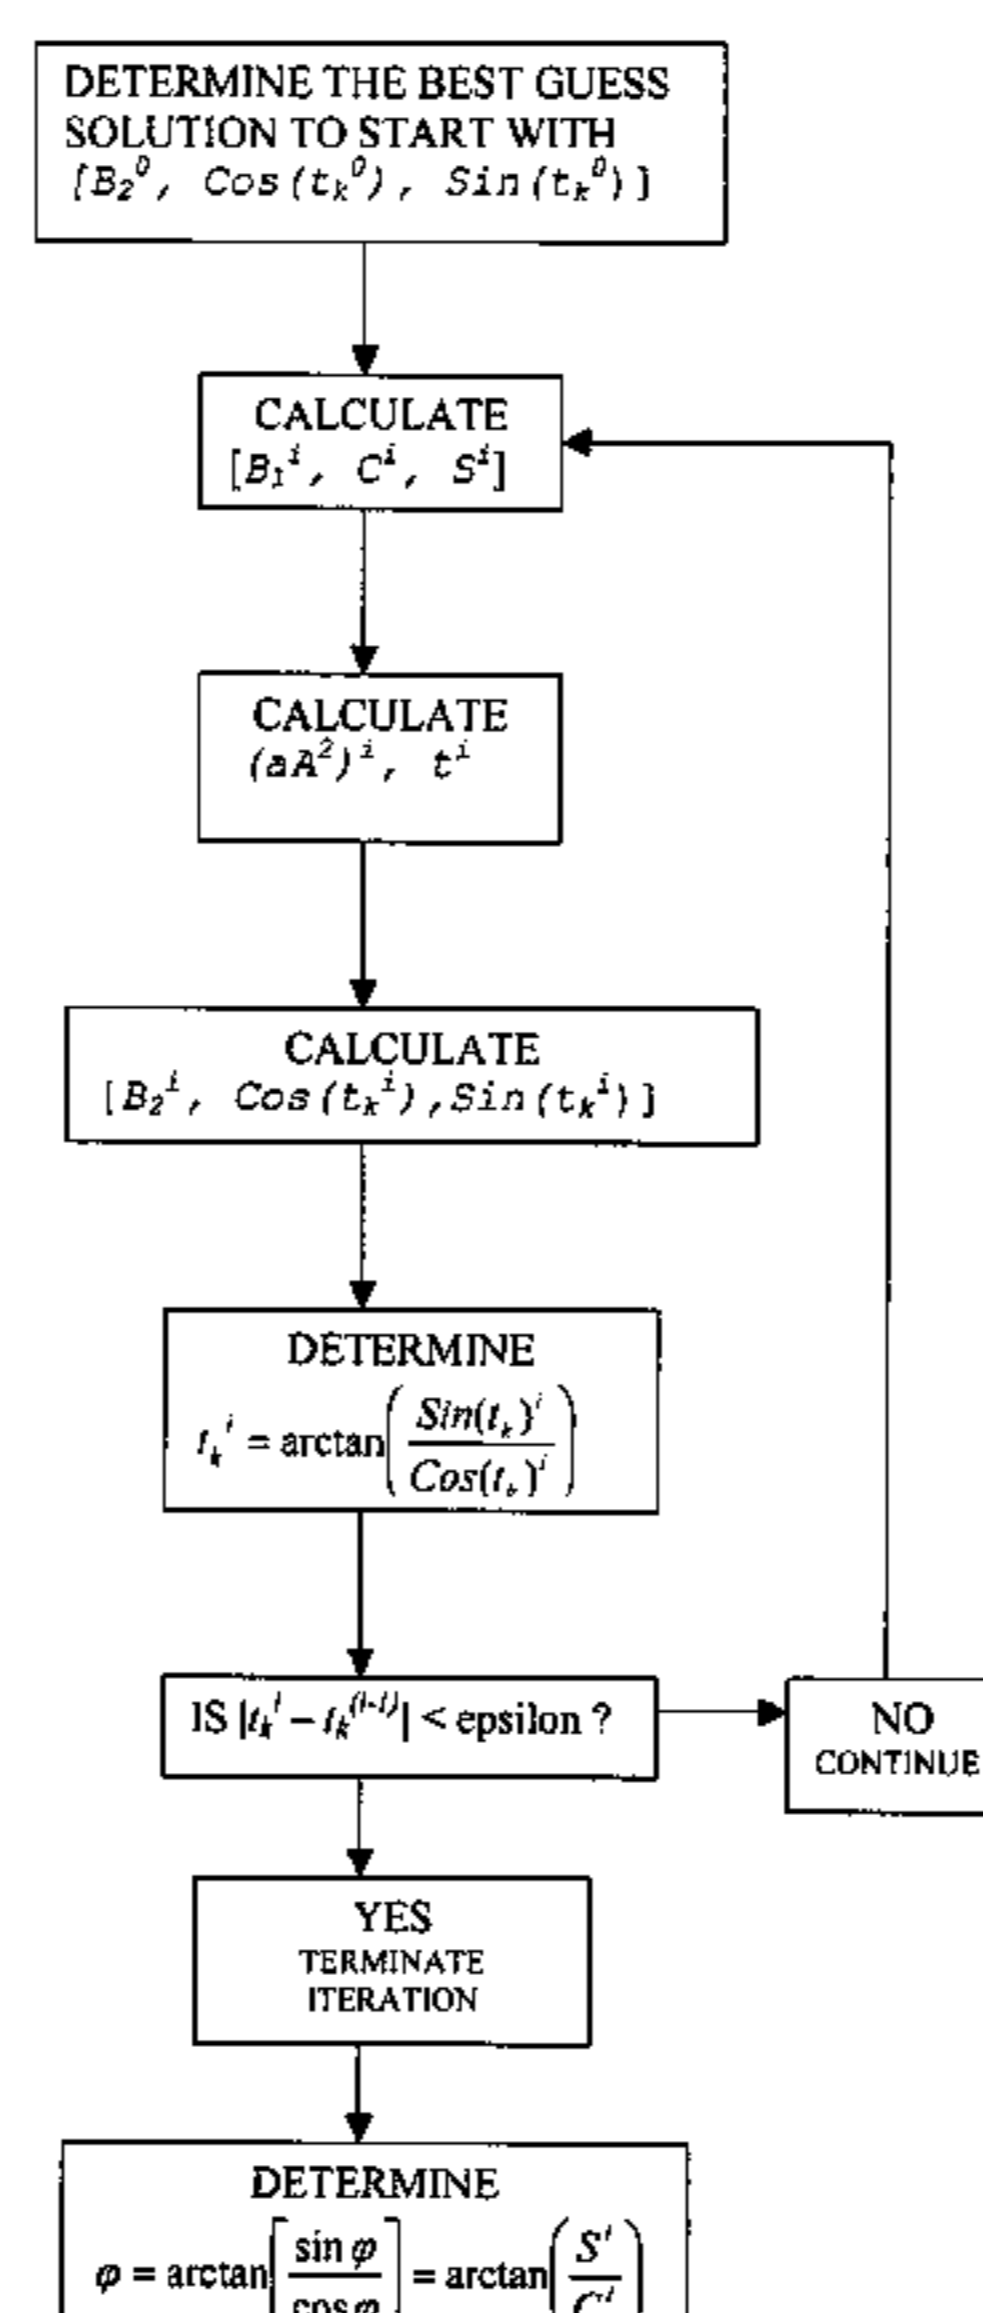 DETERMINE THE BEST GUESS
SOLUTION TO START WITH
[B₂⁰, Cos(tₖ⁰), Sin(tₖ⁰)]
CALCULATE
[B₁ⁱ, Cⁱ, Sⁱ]
CALCULATE
(aA²)ⁱ, tⁱ
CALCULATE
[B₂ⁱ, Cos(tₖⁱ),Sin(tₖⁱ)]
DETERMINE
tₖⁱ = arctan(Sin(tₖ)ⁱ / Cos(tₖ)ⁱ)
IS |tₖⁱ – tₖ⁽ⁱ⁻¹⁾| < epsilon ?
NO
CONTINUE
YES
TERMINATE
ITERATION
DETERMINE
φ = arctan[sin φ / cos φ] = arctan(Sⁱ / Cⁱ)